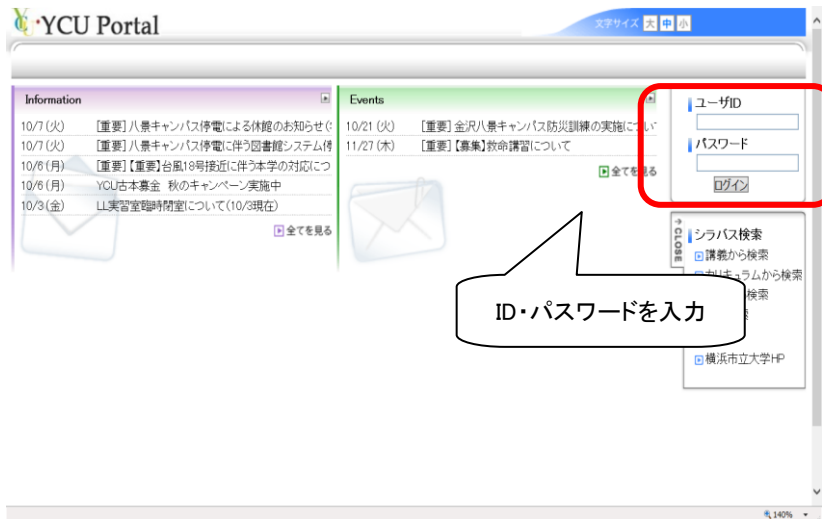 YCU Portal
文字サイズ 大 中 小
Information
10/7(火) [重要]八景キャンパス停電による休館のお知らせ(
10/7(火) [重要]八景キャンパス停電に伴う図書館システム停
10/6(月) [重要]【重要】台風18号接近に伴う本学の対応につ
10/6(月) YCU古本募金 秋のキャンペーン実施中
10/3(金) LL実習室臨時閉室について(10/3現在)
全てを見る
Events
10/21(火) [重要]金沢八景キャンパス防災訓練の実施につい
11/27(木) [重要]【募集】救命講習について
全てを見る
ユーザID
パスワード
ログイン
CLOSE
シラバス検索
講義から検索
カリキュラムから検索
検索
横浜市立大学HP
ID・パスワードを入力
140%